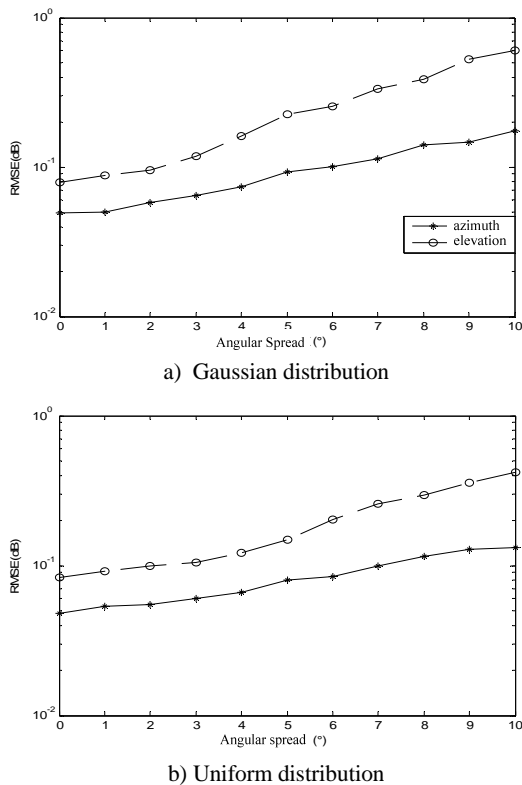 10^0
10^-1
10^-2
RMSE(dB)
azimuth
elevation
0 1 2 3 4 5 6 7 8 9 10
Angular Spread (°)
a) Gaussian distribution
10^0
10^-1
10^-2
RMSE(dB)
0 1 2 3 4 5 6 7 8 9 10
Angular spread (°)
b) Uniform distribution